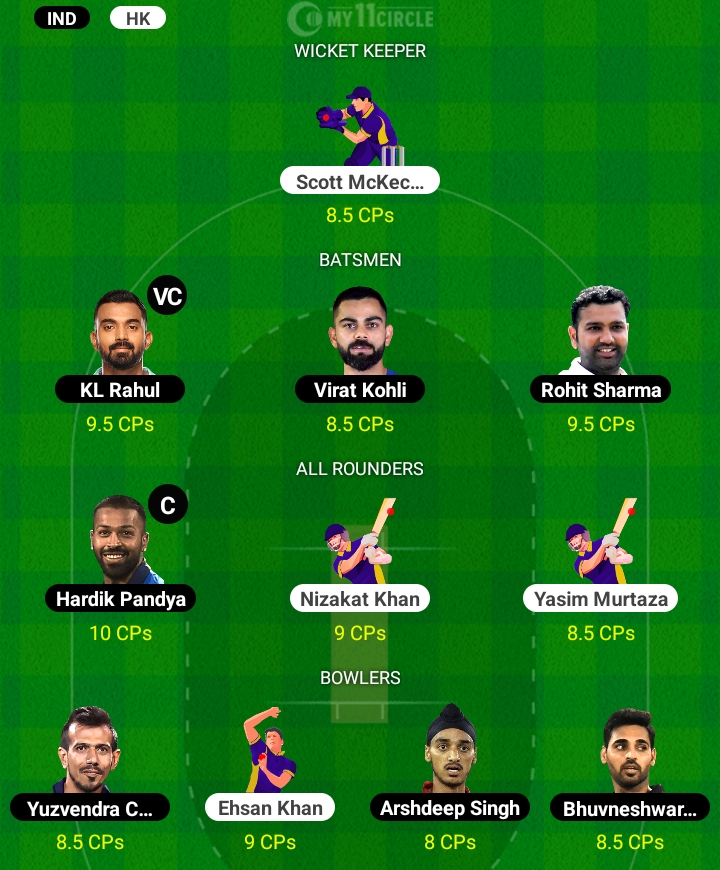 IND HK MY11CIRCLE
WICKET KEEPER
Scott McKec...
8.5 CPs
BATSMEN
VC
KL Rahul Virat Kohli Rohit Sharma
9.5 CPs 8.5 CPs 9.5 CPs
ALL ROUNDERS
C
Hardik Pandya Nizakat Khan Yasim Murtaza
10 CPs 9 CPs 8.5 CPs
BOWLERS
Yuzvendra C... Ehsan Khan Arshdeep Singh Bhuvneshwar...
8.5 CPs 9 CPs 8 CPs 8.5 CPs